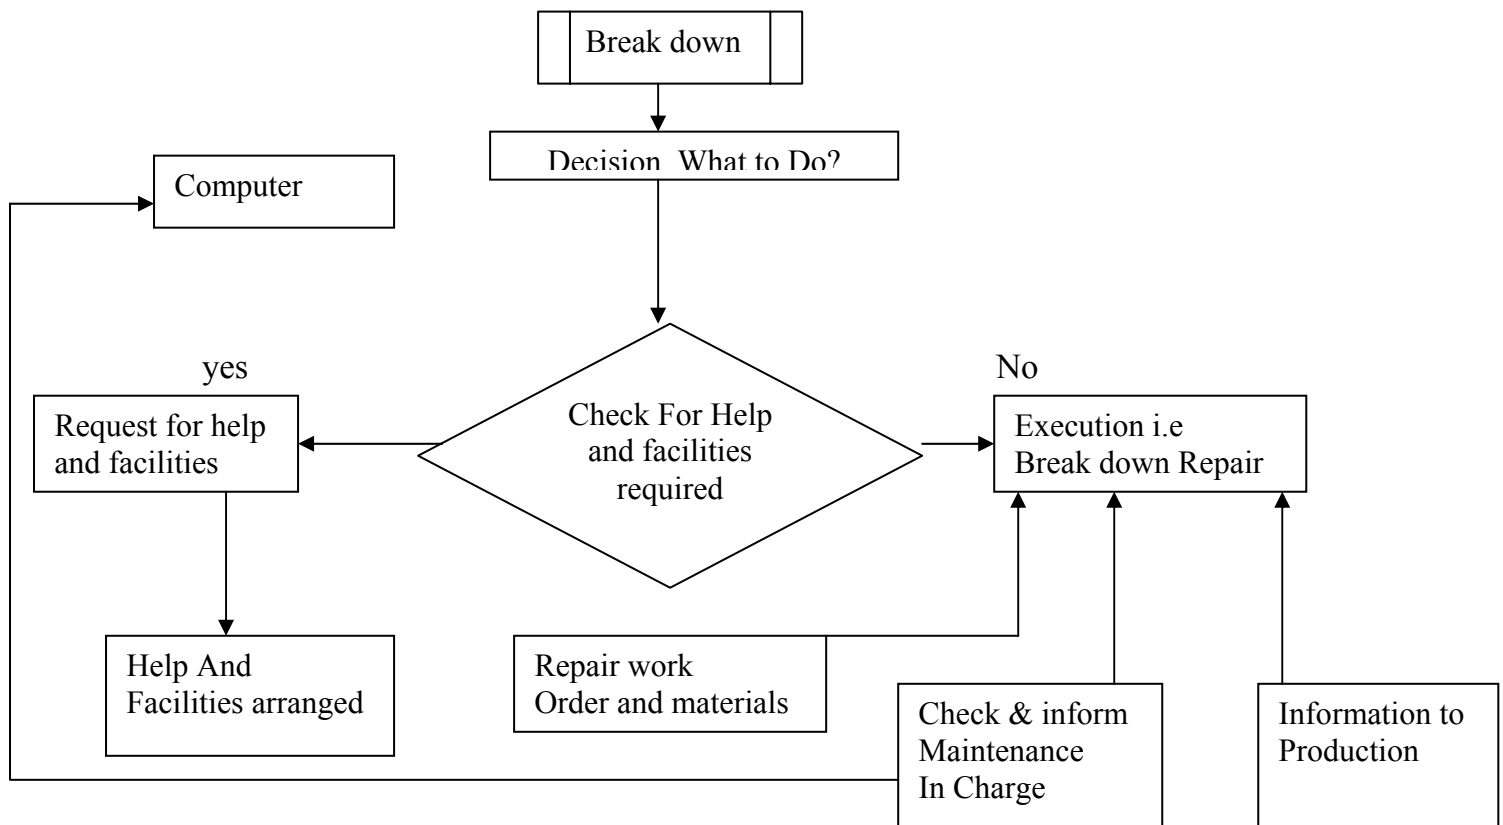 Break down
Decision What to Do?
Computer
yes
No
Request for help
and facilities
Check For Help
and facilities
required
Execution i.e
Break down Repair
Help And
Facilities arranged
Repair work
Order and materials
Check & inform
Maintenance
In Charge
Information to
Production